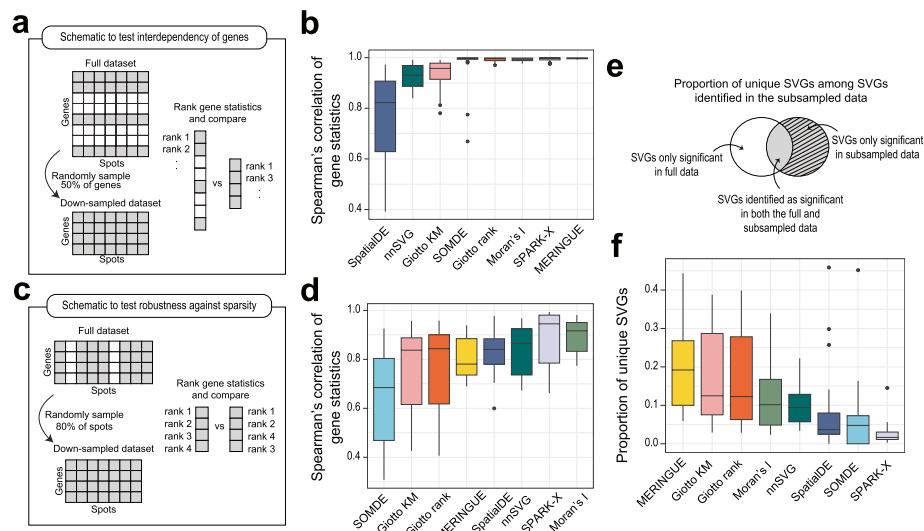 a
Schematic to test interdependency of genes
Full dataset
Genes
Spots
Randomly sample
50% of genes
Down-sampled dataset
Genes
Spots
Rank gene statistics
and compare
rank 1
rank 2
:
vs
rank 1
rank 3
:
b
Spearman's correlation of
gene statistics
1.0
0.8
0.6
0.4
SpatialDE
nnSVG
Giotto KM
SOMDE
Giotto rank
Moran's I
SPARK-X
MERINGUE
c
Schematic to test robustness against sparsity
Full dataset
Genes
Spots
Randomly sample
80% of spots
Down-sampled dataset
Genes
Spots
Rank gene statistics
and compare
rank 1
rank 2
rank 3
rank 4
vs
rank 1
rank 2
rank 4
rank 3
d
Spearman's correlation of
gene statistics
1.0
0.8
0.6
0.4
SOMDE
Giotto KM
Giotto rank
MERINGUE
SpatialDE
nnSVG
SPARK-X
Moran's I
e
Proportion of unique SVGs among SVGs
identified in the subsampled data
SVGs only significant
in full data
SVGs only significant
in subsampled data
SVGs identified as significant
in both the full and
subsampled data
f
Proportion of unique SVGs
0.4
0.3
0.2
0.1
0.0
MERINGUE
Giotto KM
Giotto rank
Moran's I
nnSVG
SpatialDE
SOMDE
SPARK-X